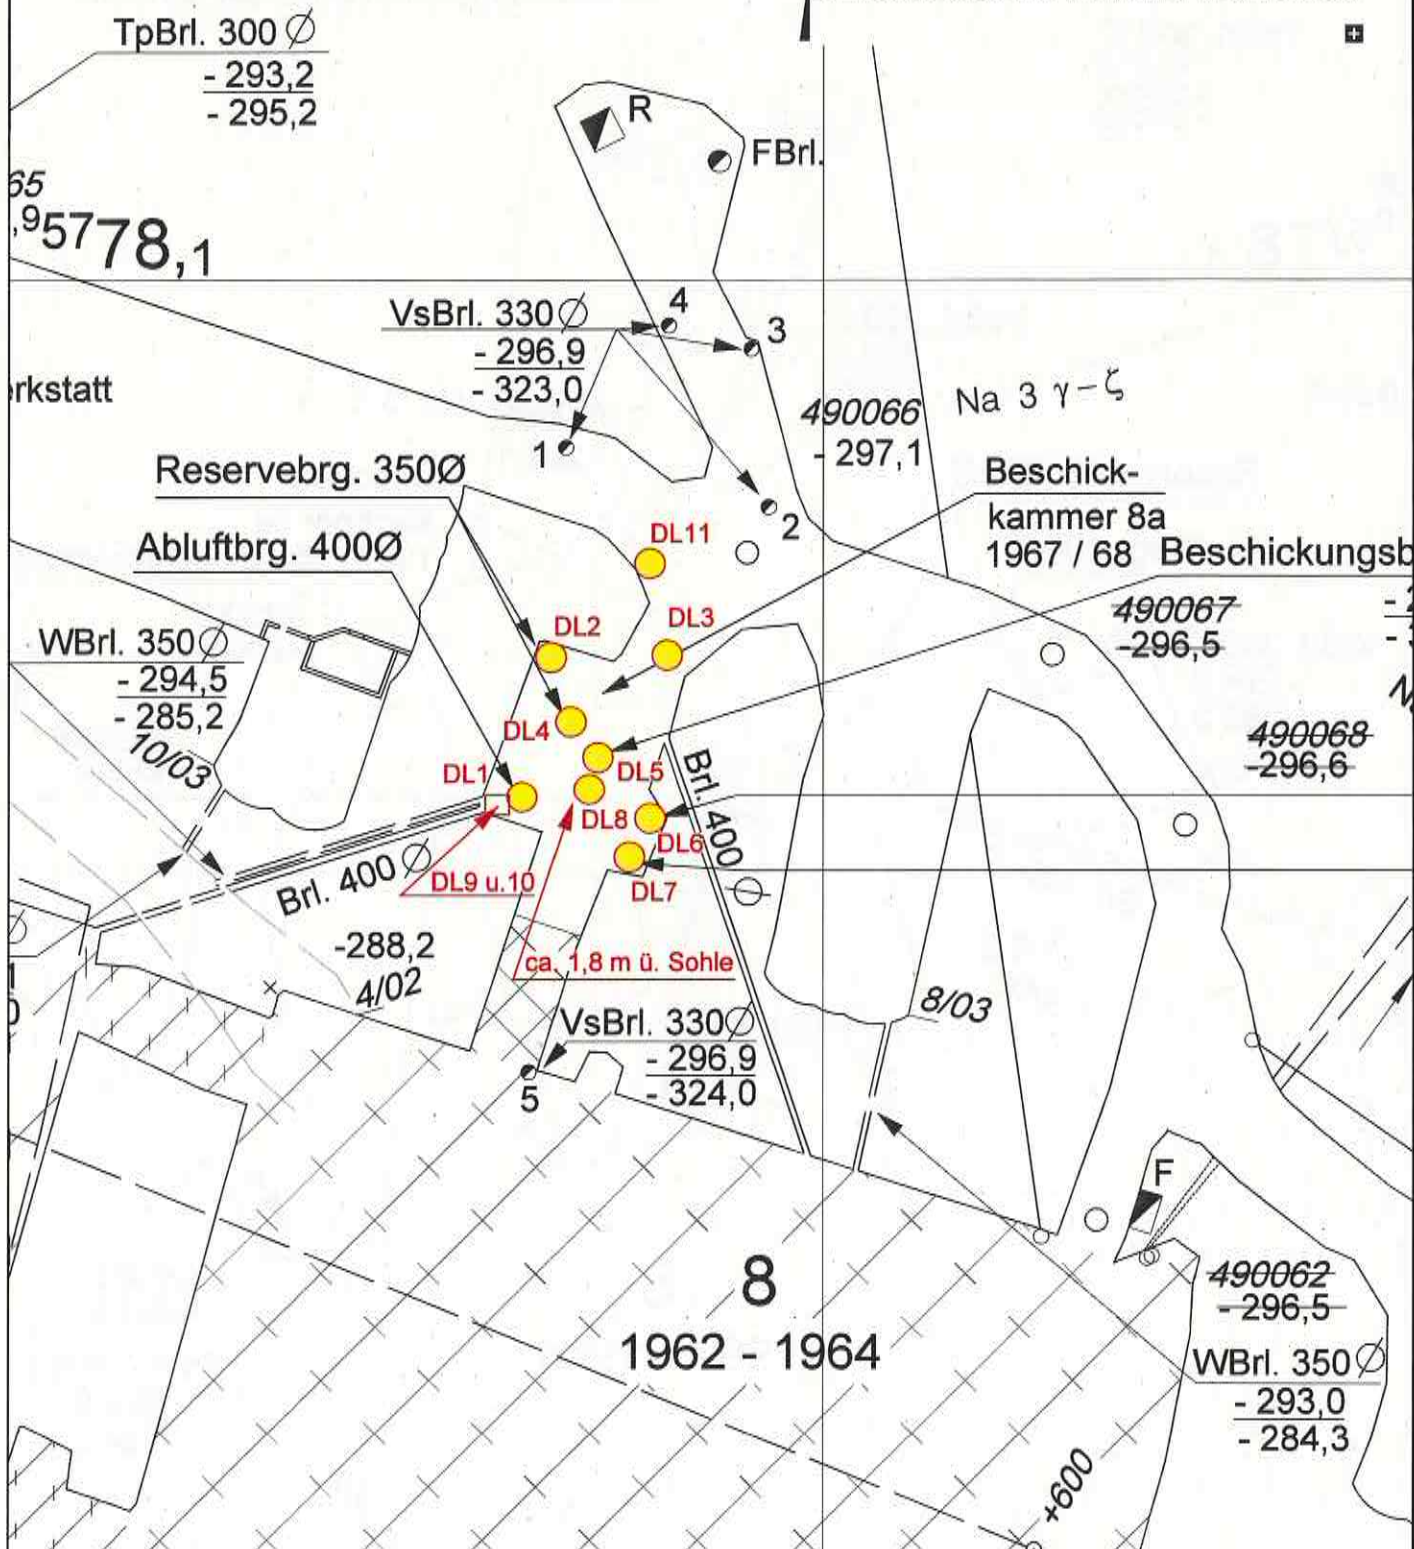 TpBrl. 300 ∅
- 293,2
- 295,2
R
FBrl.
65
,95778,1
VsBrl. 330∅
- 296,9
- 323,0
4
3
1
2
490066
- 297,1
Na 3 γ-ζ
Reservebrg. 350Ø
Abluftbrg. 400Ø
Beschick-
kammer 8a
1967 / 68
Beschickungsb
DL11
DL2
DL3
490067
-296,5
WBrl. 350∅
- 294,5
- 285,2
10/03
DL4
490068
-296,6
DL1
DL5
DL8
DL6
DL7
Brl. 400
Brl. 400 ∅
DL9 u.10
-288,2
4/02
ca. 1,8 m ü. Sohle
8/03
VsBrl. 330∅
- 296,9
- 324,0
5
F
8
1962 - 1964
490062
- 296,5
WBrl. 350∅
- 293,0
- 284,3
+600